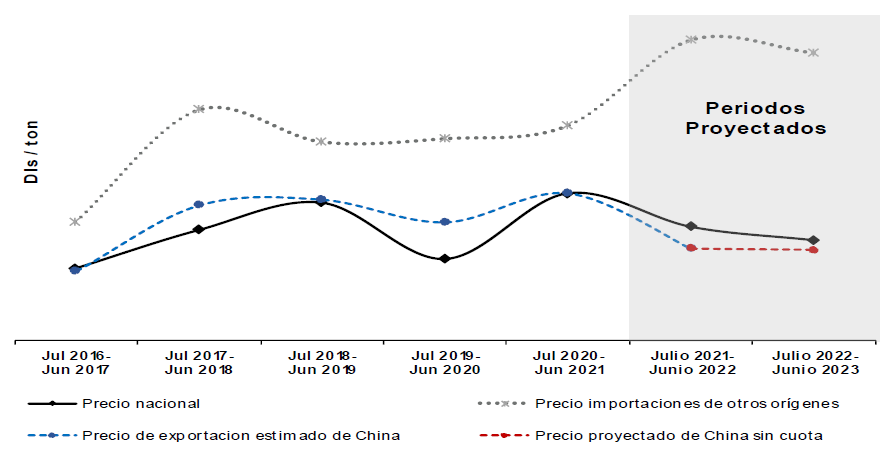 Periodos
Proyectados
Dls / ton
Jul 2016-
Jun 2017
Jul 2017-
Jun 2018
Jul 2018-
Jun 2019
Jul 2019-
Jun 2020
Jul 2020-
Jun 2021
Julio 2021-
Junio 2022
Julio 2022-
Junio 2023
Precio nacional
Precio importaciones de otros orígenes
Precio de exportacion estimado de China
Precio proyectado de China sin cuota